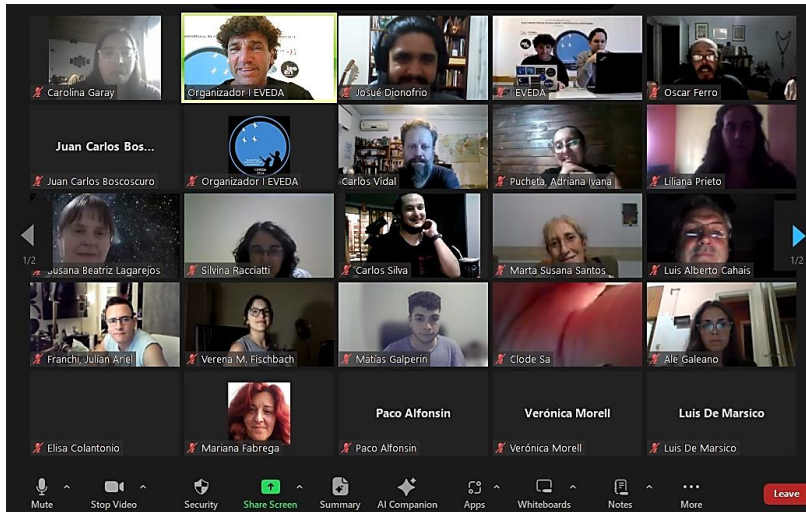 Carolina Garay
Organizador I EVEDA
Josué Dionofrio
EVEDA
Oscar Ferro
Juan Carlos Bos...
Juan Carlos Boscoscuro
Organizador I EVEDA
Carlos Vidal
Pucheta, Adriana Ivana
Liliana Prieto
1/2
Susana Beatriz Lagarejos
Silvina Racciatti
Carlos Silva
Marta Susana Santos
Luis Alberto Cahais
1/2
Franchi, Julian Ariel
Verena M. Fischbach
Matías Galperin
Clode Sa
Ale Galeano
Elisa Colantonio
Mariana Fabrega
Paco Alfonsin
Paco Alfonsin
Verónica Morell
Verónica Morell
Luis De Marsico
Luis De Marsico
Mute
Stop Video
Security
Share Screen
Summary
AI Companion
Apps
Whiteboards
Notes
More
Leave